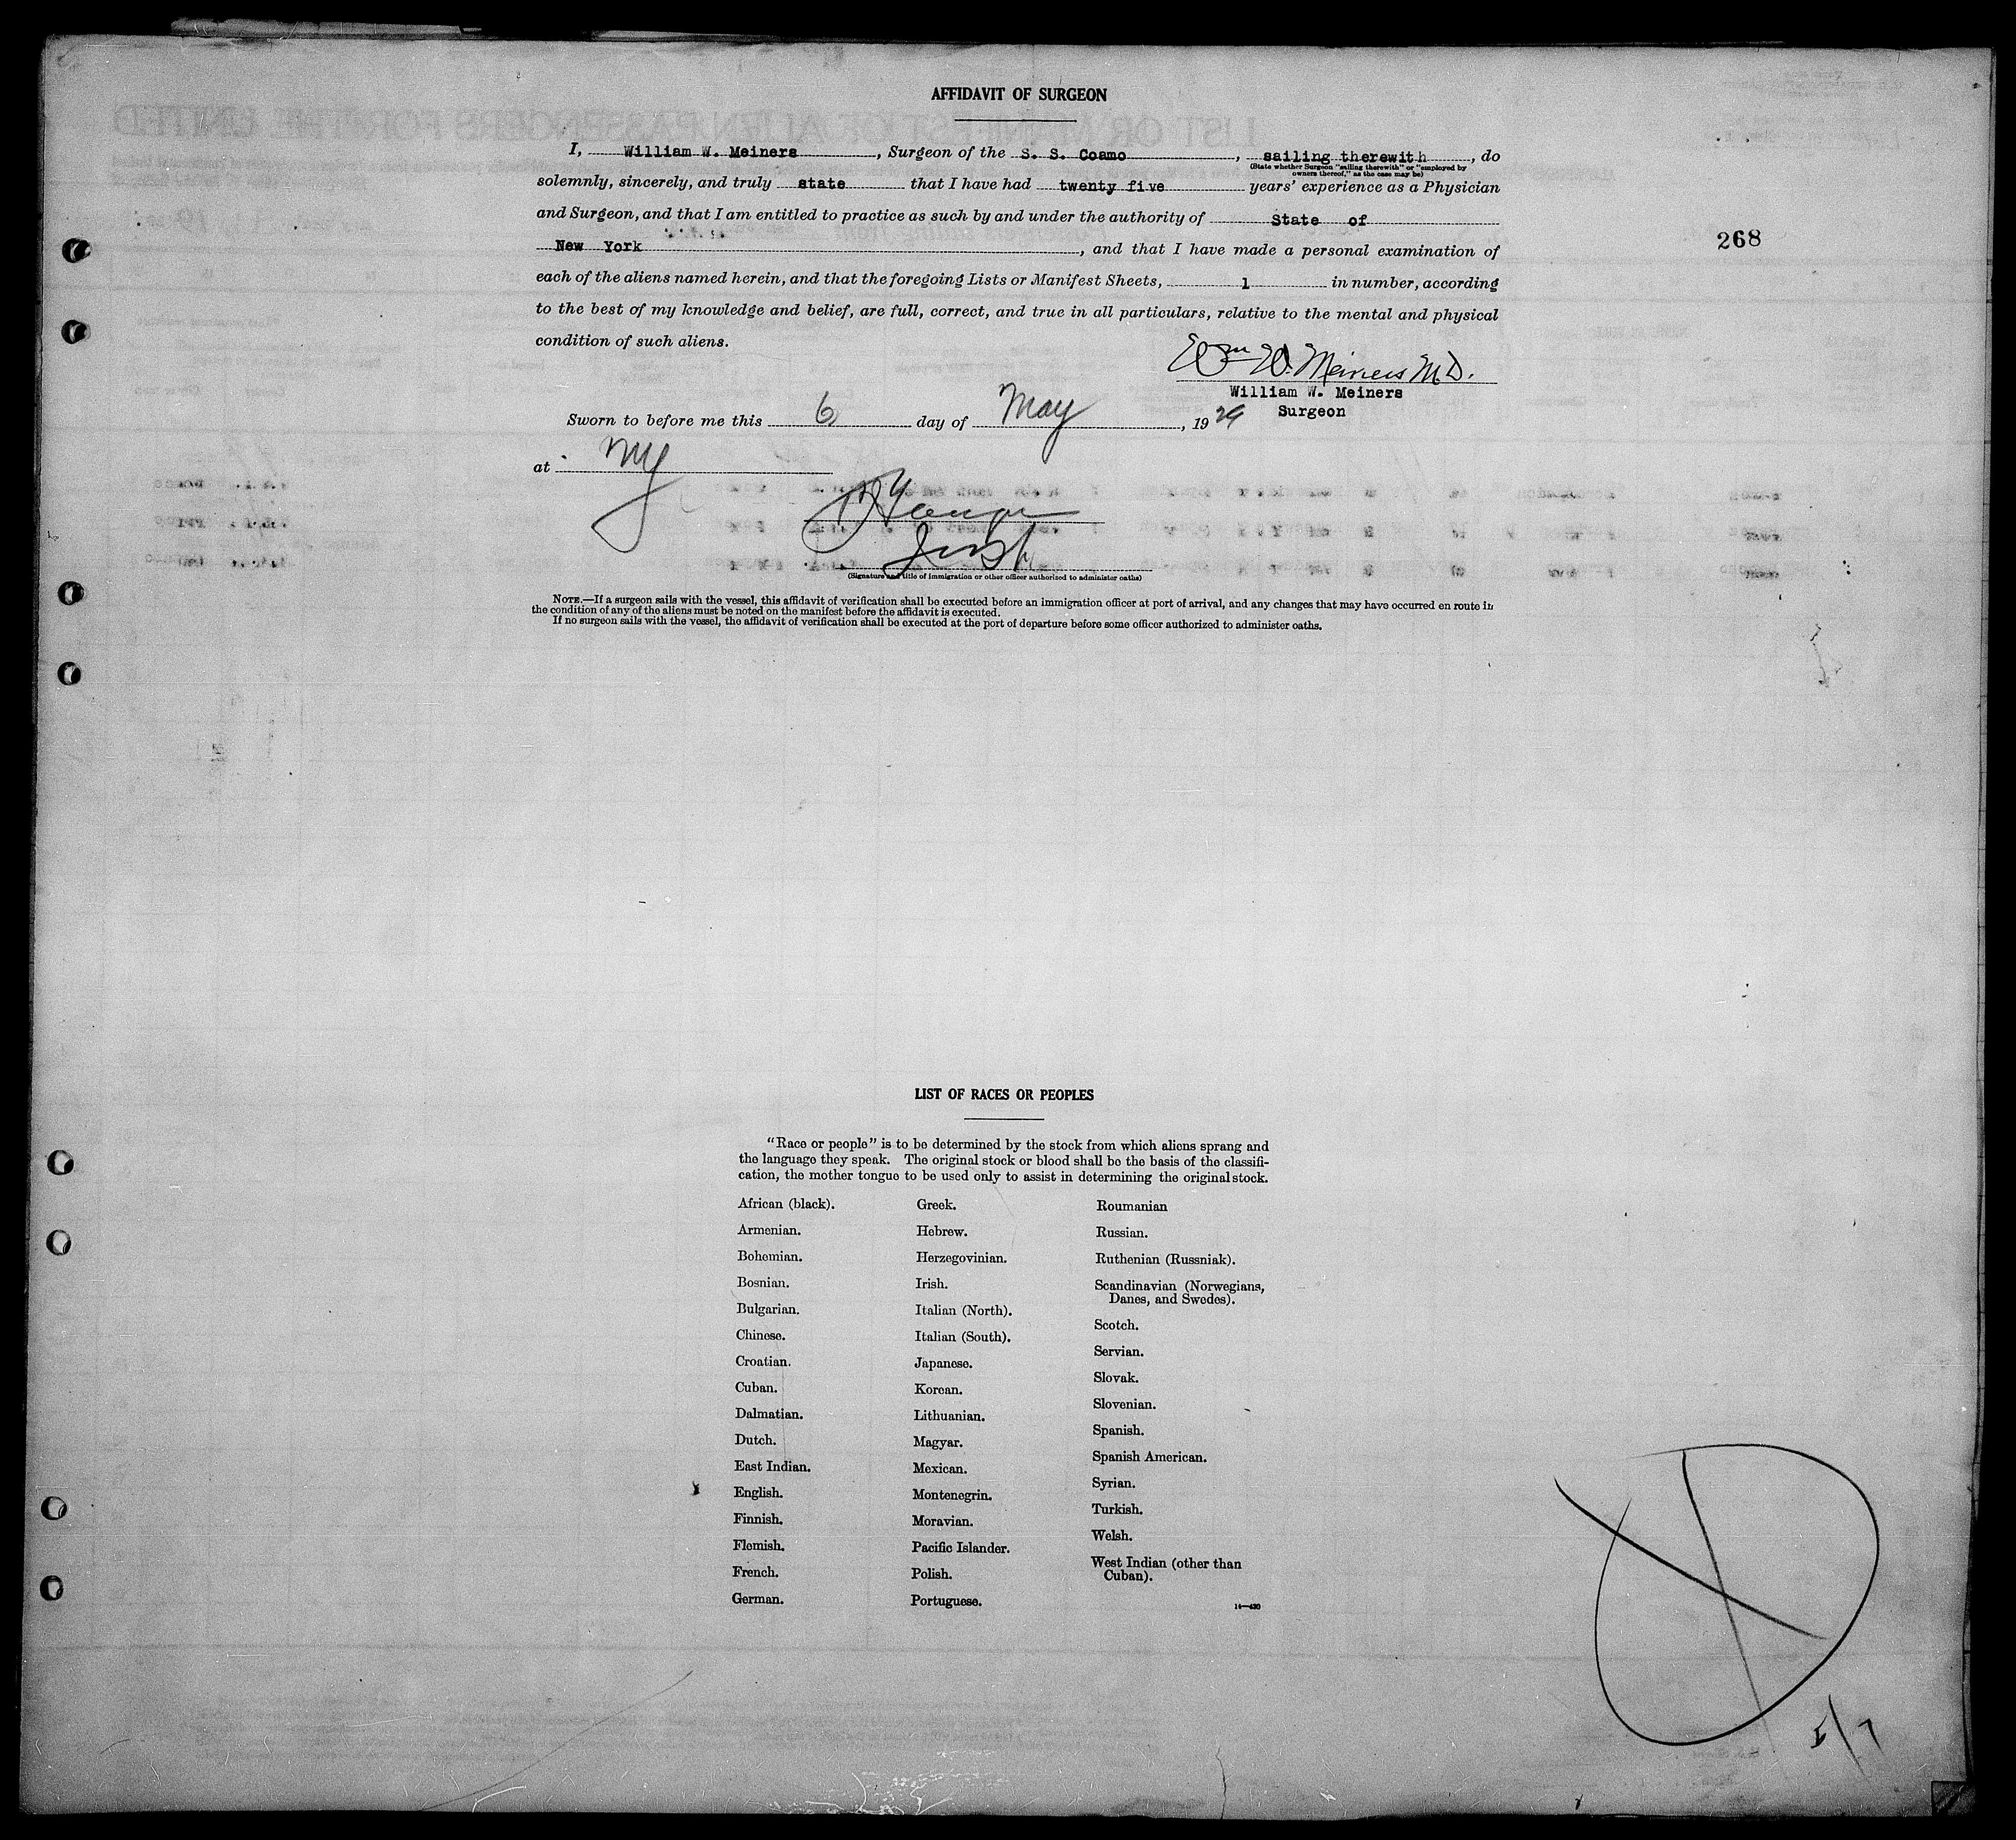 AFFIDAVIT OF SURGEON
I, William W. Meiners, Surgeon of the S. S. Coamo, sailing therewith, do
(State whether Surgeon "sailing therewith" or "employed by
owners thereof," as the case may be)
solemnly, sincerely, and truly state that I have had twenty five years' experience as a Physician
and Surgeon, and that I am entitled to practice as such by and under the authority of State of
New York, and that I have made a personal examination of
268
each of the aliens named herein, and that the foregoing Lists or Manifest Sheets, 1 in number, according
to the best of my knowledge and belief, are full, correct, and true in all particulars, relative to the mental and physical
condition of such aliens.
Wm W. Meiners M.D.
William W. Meiners
Surgeon
Sworn to before me this 6 day of May, 1929
at NY
(Signature and title of immigration or other officer authorized to administer oaths)
NOTE.—If a surgeon sails with the vessel, this affidavit of verification shall be executed before an immigration officer at port of arrival, and any changes that may have occurred en route in
the condition of any of the aliens must be noted on the manifest before the affidavit is executed.
If no surgeon sails with the vessel, the affidavit of verification shall be executed at the port of departure before some officer authorized to administer oaths.
LIST OF RACES OR PEOPLES
"Race or people" is to be determined by the stock from which aliens sprang and
the language they speak. The original stock or blood shall be the basis of the classifi-
cation, the mother tongue to be used only to assist in determining the original stock.
African (black).
Armenian.
Bohemian.
Bosnian.
Bulgarian.
Chinese.
Croatian.
Cuban.
Dalmatian.
Dutch.
East Indian.
English.
Finnish.
Flemish.
French.
German.
Greek.
Hebrew.
Herzegovinian.
Irish.
Italian (North).
Italian (South).
Japanese.
Korean.
Lithuanian.
Magyar.
Mexican.
Montenegrin.
Moravian.
Pacific Islander.
Polish.
Portuguese.
Roumanian
Russian.
Ruthenian (Russniak).
Scandinavian (Norwegians,
Danes, and Swedes).
Scotch.
Servian.
Slovak.
Slovenian.
Spanish.
Spanish American.
Syrian.
Turkish.
Welsh.
West Indian (other than
Cuban).
14—430
5/7